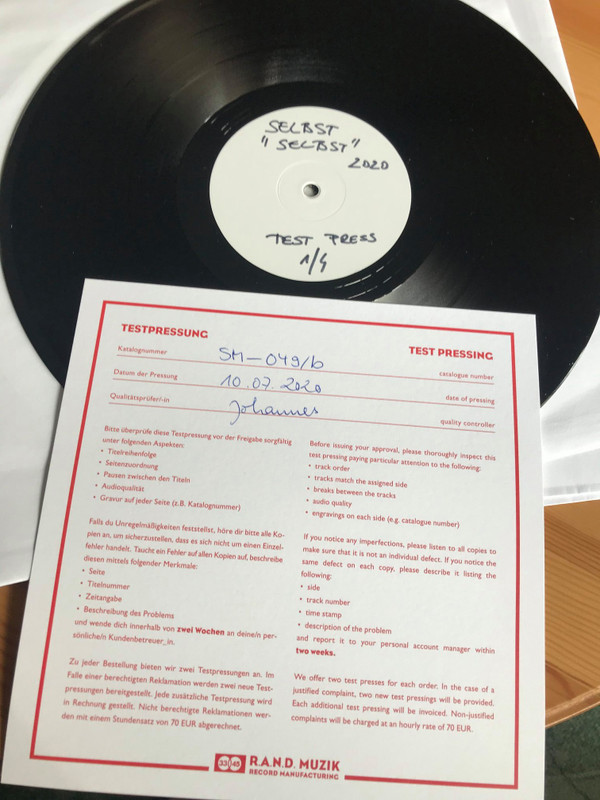 SELBST
"SELBST"
2020
TEST PRESS
1/4
TESTPRESSUNG
TEST PRESSING
Katalognummer SM-049/b catalogue number
Datum der Pressung 10.07.2020 date of pressing
Qualitätsprüfer/-in Johannes quality controller
Bitte überprüfe diese Testpressung vor der Freigabe sorgfältig
unter folgenden Aspekten:
• Titelreihenfolge
• Seitenzuordnung
• Pausen zwischen den Titeln
• Audioqualität
• Gravur auf jeder Seite (z.B. Katalognummer)
Falls du Unregelmäßigkeiten feststellst, höre dir bitte alle Ko-
pien an, um sicherzustellen, dass es sich nicht um einen Einzel-
fehler handelt. Taucht ein Fehler auf allen Kopien auf, beschreibe
diesen mittels folgender Merkmale:
• Seite
• Titelnummer
• Zeitangabe
• Beschreibung des Problems
und wende dich innerhalb von zwei Wochen an deine/n per-
sönliche/n Kundenbetreuer_in.
Zu jeder Bestellung bieten wir zwei Testpressungen an. Im
Falle einer berechtigten Reklamation werden zwei neue Test-
pressungen bereitgestellt. Jede zusätzliche Testpressung wird
in Rechnung gestellt. Nicht berechtigte Reklamationen wer-
den mit einem Stundensatz von 70 EUR abgerechnet.
Before issuing your approval, please thoroughly inspect this
test pressing paying particular attention to the following:
• track order
• tracks match the assigned side
• breaks between the tracks
• audio quality
• engravings on each side (e.g. catalogue number)
If you notice any imperfections, please listen to all copies to
make sure that it is not an individual defect. If you notice the
same defect on each copy, please describe it listing the
following:
• side
• track number
• time stamp
• description of the problem
and report it to your personal account manager within
two weeks.
We offer two test presses for each order. In the case of a
justified complaint, two new test pressings will be provided.
Each additional test pressing will be invoiced. Non-justified
complaints will be charged at an hourly rate of 70 EUR.
33 45 R.A.N.D. MUZIK
RECORD MANUFACTURING